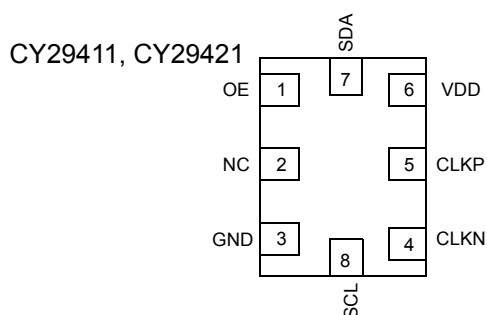 CY29411, CY29421
SDA
7
OE 1
6 VDD
NC 2
5 CLKP
GND 3
4 CLKN
8
SCL